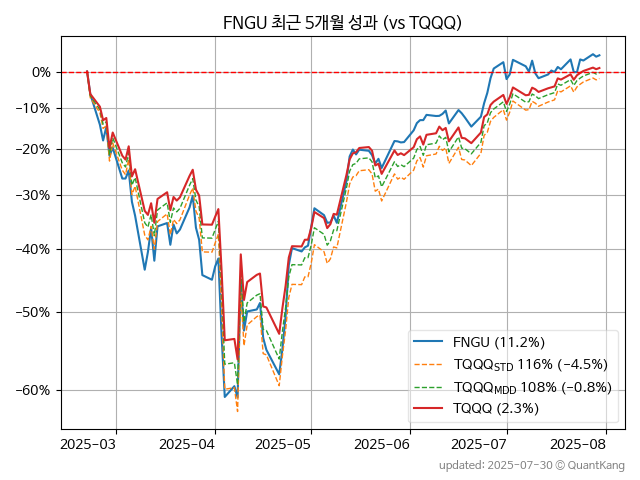 FNGU 최근 5개월 성과 (vs TQQQ)
0%
−10%
−20%
−30%
−40%
−50%
−60%
FNGU (11.2%)
TQQQSTD 116% (−4.5%)
TQQQMDD 108% (−0.8%)
TQQQ (2.3%)
2025−03 2025−04 2025−05 2025−06 2025−07 2025−08
updated: 2025-07-30 © QuantKang